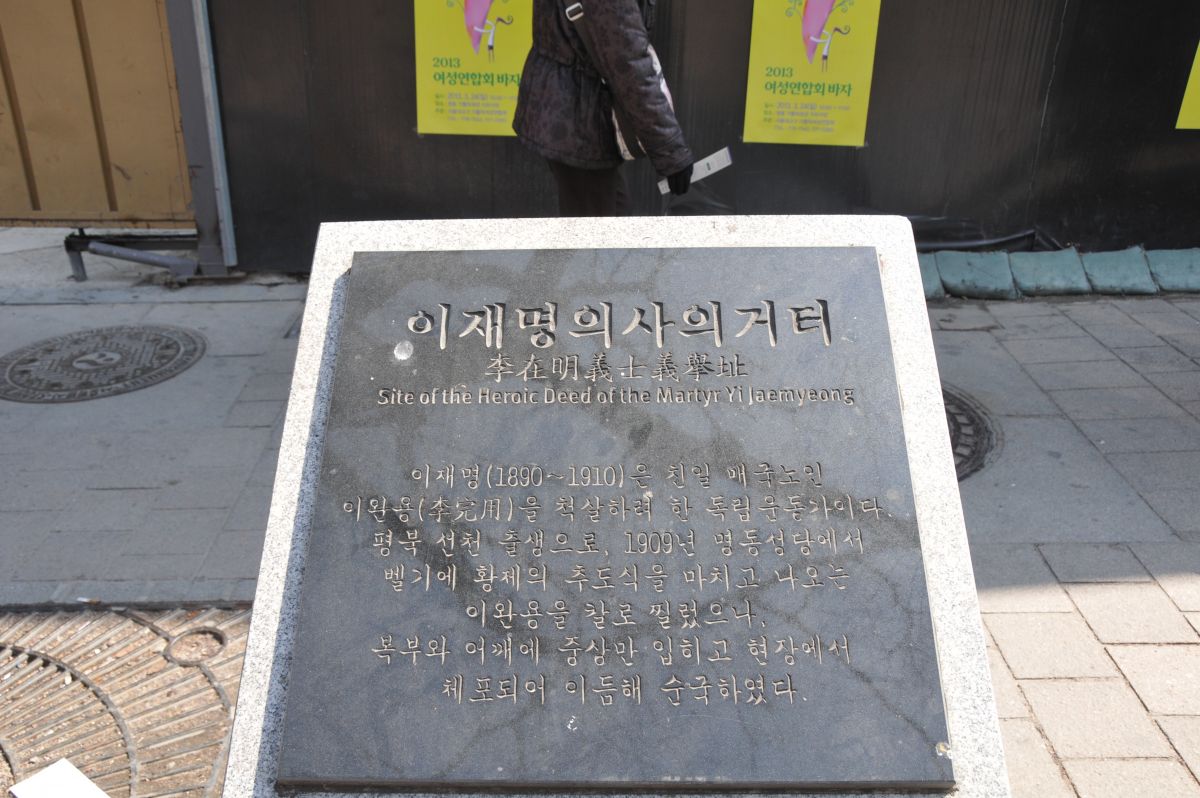 2013
여성연합회 바자
2013
여성연합회 바자
이재명의사의거터
李在明義士義擧址
Site of the Heroic Deed of the Martyr Yi Jaemyeong
이재명(1890~1910)은 친일 매국노인
이완용(李完用)을 척살하려 한 독립운동가이다.
평북 선천 출생으로, 1909년 명동성당에서
벨기에 황제의 추도식을 마치고 나오는
이완용을 찰로 찔렀으나,
복부와 어깨에 중상만 입히고 현장에서
체포되어 이듬해 순국하였다.